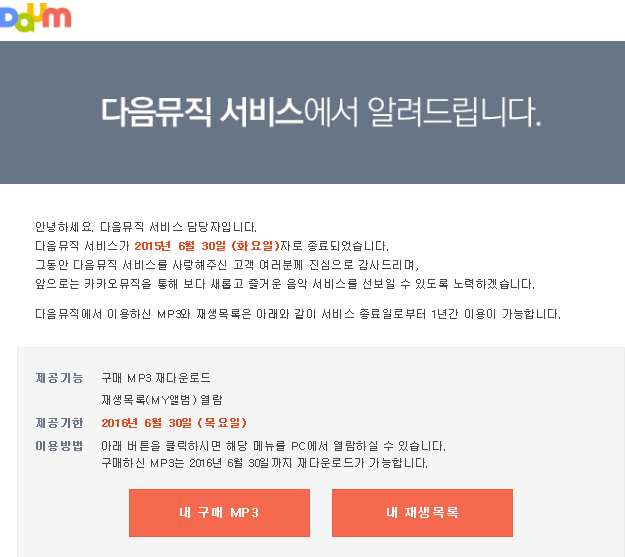 Daum
다음뮤직 서비스에서 알려드립니다.
안녕하세요. 다음뮤직 서비스 담당자입니다.
다음뮤직 서비스가 2015년 6월 30일 (화요일)자로 종료되었습니다.
그동안 다음뮤직 서비스를 사랑해주신 고객 여러분께 진심으로 감사드리며,
앞으로는 카카오뮤직을 통해 보다 새롭고 즐거운 음악 서비스를 선보일 수 있도록 노력하겠습니다.
다음뮤직에서 이용하신 MP3와 재생목록은 아래와 같이 서비스 종료일로부터 1년간 이용이 가능합니다.
제공기능 구매 MP3 재다운로드
재생목록(MY앨범) 열람
제공기한 2016년 6월 30일 (목요일)
이용방법 아래 버튼을 클릭하시면 해당 메뉴를 PC에서 열람하실 수 있습니다.
구매하신 MP3는 2016년 6월 30일까지 재다운로드가 가능합니다.
내 구매 MP3 내 재생목록